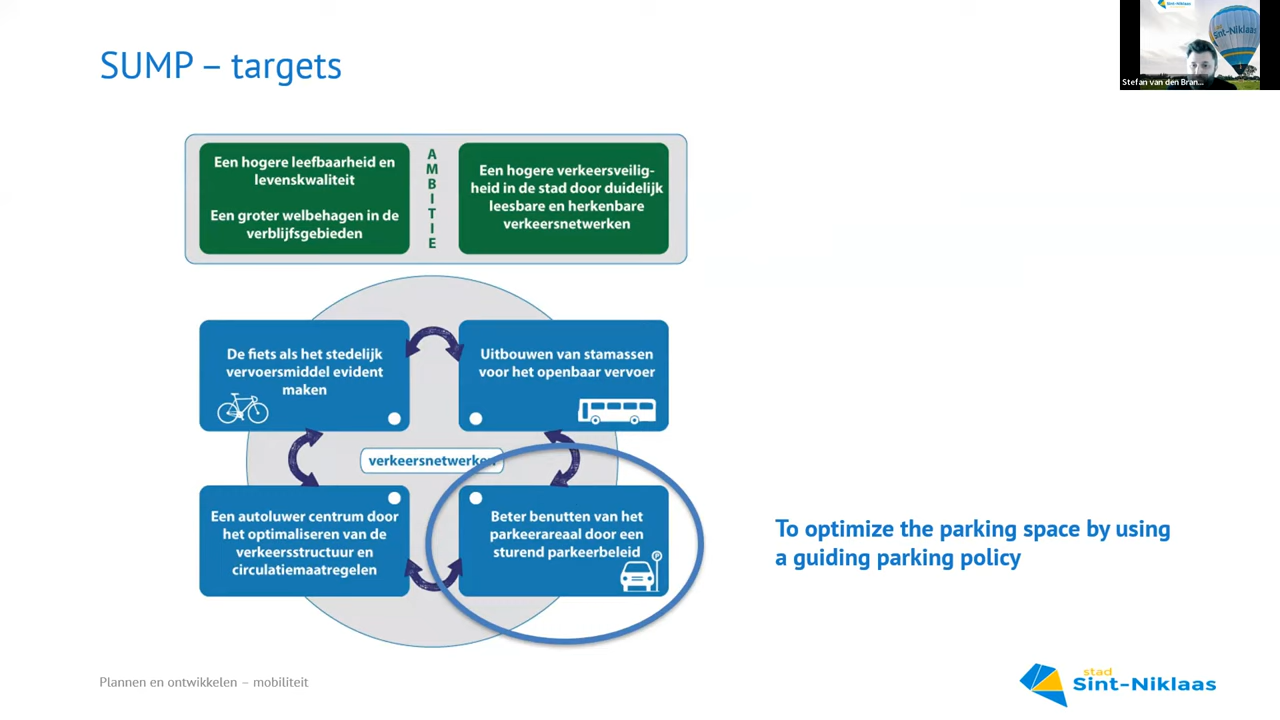 SUMP – targets
Sint-Niklaas
Sint-Niklaas
Stefan van den Bran...
Een hogere leefbaarheid en
levenskwaliteit
Een groter welbehagen in de
verblijfsgebieden
AMBITIE
Een hogere verkeersveilig-
heid in de stad door duidelijk
leesbare en herkenbare
verkeersnetwerken
De fiets als het stedelijk
vervoersmiddel evident
maken
Uitbouwen van stamassen
voor het openbaar vervoer
verkeersnetwerken
Een autoluwer centrum door
het optimaliseren van de
verkeersstructuur en
circulatiemaatregelen
Beter benutten van het
parkeerareaal door een
sturend parkeerbeleid
P
To optimize the parking space by using
a guiding parking policy
Plannen en ontwikkelen – mobiliteit
stad
Sint-Niklaas